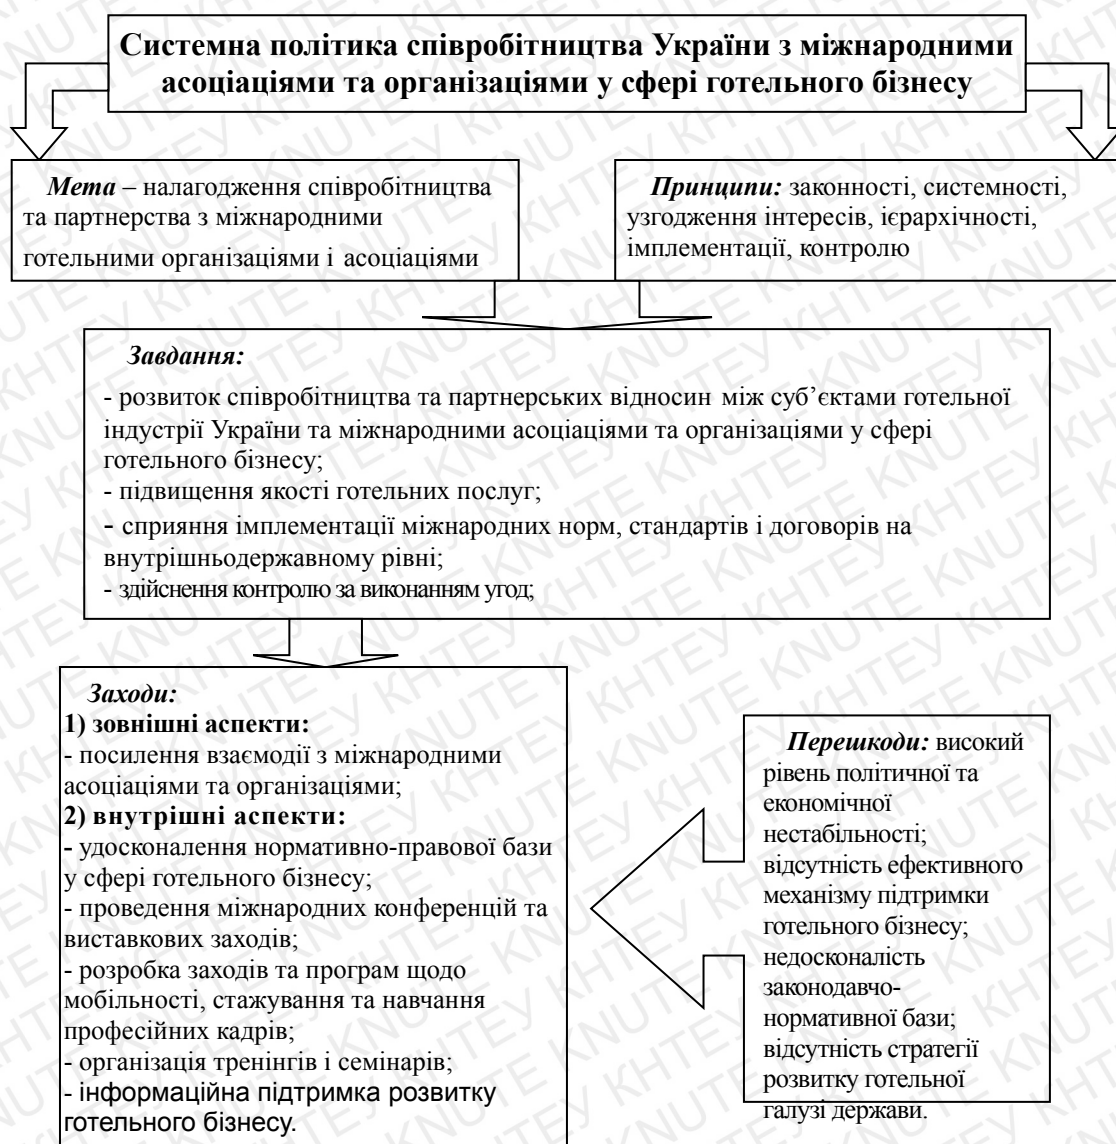 Системна політика співробітництва України з міжнародними
асоціаціями та організаціями у сфері готельного бізнесу
Мета – налагодження співробітництва
та партнерства з міжнародними
готельними організаціями і асоціаціями
Принципи: законності, системності,
узгодження інтересів, ієрархічності,
імплементації, контролю
Завдання:
- розвиток співробітництва та партнерських відносин між суб’єктами готельної
індустрії України та міжнародними асоціаціями та організаціями у сфері
готельного бізнесу;
- підвищення якості готельних послуг;
- сприяння імплементації міжнародних норм, стандартів і договорів на
внутрішньодержавному рівні;
- здійснення контролю за виконанням угод;
Заходи:
1) зовнішні аспекти:
- посилення взаємодії з міжнародними
асоціаціями та організаціями;
2) внутрішні аспекти:
- удосконалення нормативно-правової бази
у сфері готельного бізнесу;
- проведення міжнародних конференцій та
виставкових заходів;
- розробка заходів та програм щодо
мобільності, стажування та навчання
професійних кадрів;
- організація тренінгів і семінарів;
- інформаційна підтримка розвитку
готельного бізнесу.
Перешкоди: високий
рівень політичної та
економічної
нестабільності;
відсутність ефективного
механізму підтримки
готельного бізнесу;
недосконалість
законодавчо-
нормативної бази;
відсутність стратегії
розвитку готельної
галузі держави.